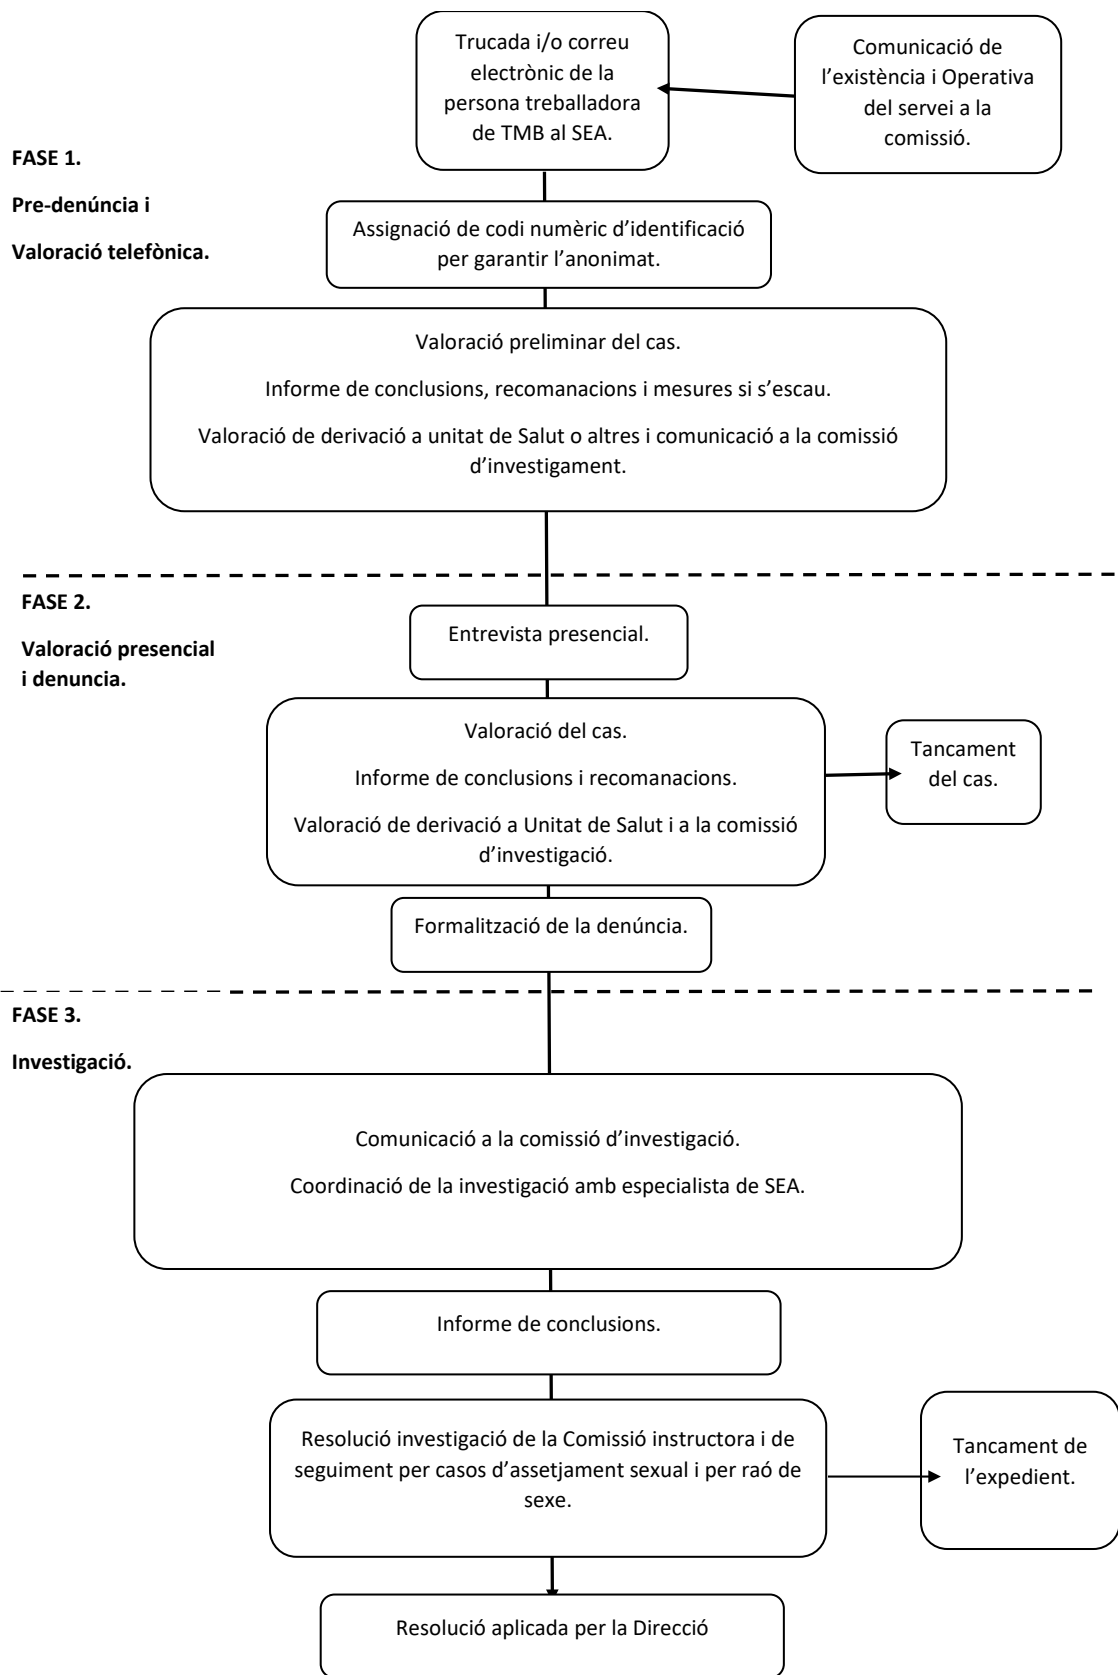 Trucada i/o correu
electrònic de la
persona treballadora
de TMB al SEA.
Comunicació de
l’existència i Operativa
del servei a la
comissió.
FASE 1.
Pre-denúncia i
Valoració telefònica.
Assignació de codi numèric d’identificació
per garantir l’anonimat.
Valoració preliminar del cas.
Informe de conclusions, recomanacions i mesures si s’escau.
Valoració de derivació a unitat de Salut o altres i comunicació a la comissió
d’investigament.
FASE 2.
Valoració presencial
i denuncia.
Entrevista presencial.
Valoració del cas.
Informe de conclusions i recomanacions.
Valoració de derivació a Unitat de Salut i a la comissió
d’investigació.
Tancament
del cas.
Formalització de la denúncia.
FASE 3.
Investigació.
Comunicació a la comissió d’investigació.
Coordinació de la investigació amb especialista de SEA.
Informe de conclusions.
Resolució investigació de la Comissió instructora i de
seguiment per casos d’assetjament sexual i per raó de
sexe.
Tancament de
l’expedient.
Resolució aplicada per la Direcció